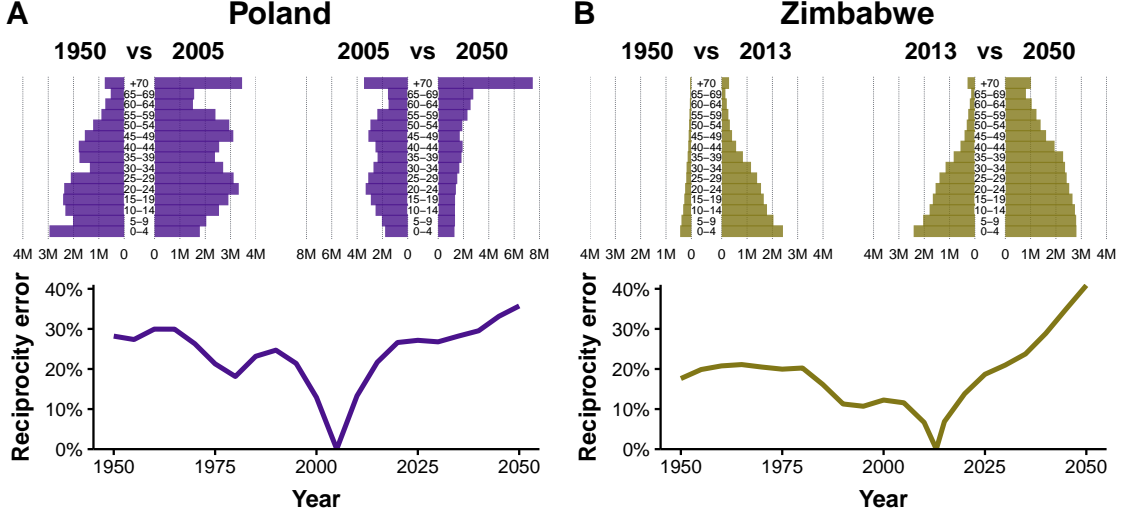 A Poland B Zimbabwe
1950 vs 2005 2005 vs 2050 1950 vs 2013 2013 vs 2050
+70 +70 +70 +70
65−69 65−69 65−69 65−69
60−64 60−64 60−64 60−64
55−59 55−59 55−59 55−59
50−54 50−54 50−54 50−54
45−49 45−49 45−49 45−49
40−44 40−44 40−44 40−44
35−39 35−39 35−39 35−39
30−34 30−34 30−34 30−34
25−29 25−29 25−29 25−29
20−24 20−24 20−24 20−24
15−19 15−19 15−19 15−19
10−14 10−14 10−14 10−14
5−9 5−9 5−9 5−9
0−4 0−4 0−4 0−4
4M 3M 2M 1M 0 0 1M 2M 3M 4M 8M 6M 4M 2M 0 0 2M 4M 6M 8M 4M 3M 2M 1M 0 0 1M 2M 3M 4M 4M 3M 2M 1M 0 0 1M 2M 3M 4M
Reciprocity error
40%
30%
20%
10%
0%
1950 1975 2000 2025 2050
Year
Reciprocity error
40%
30%
20%
10%
0%
1950 1975 2000 2025 2050
Year